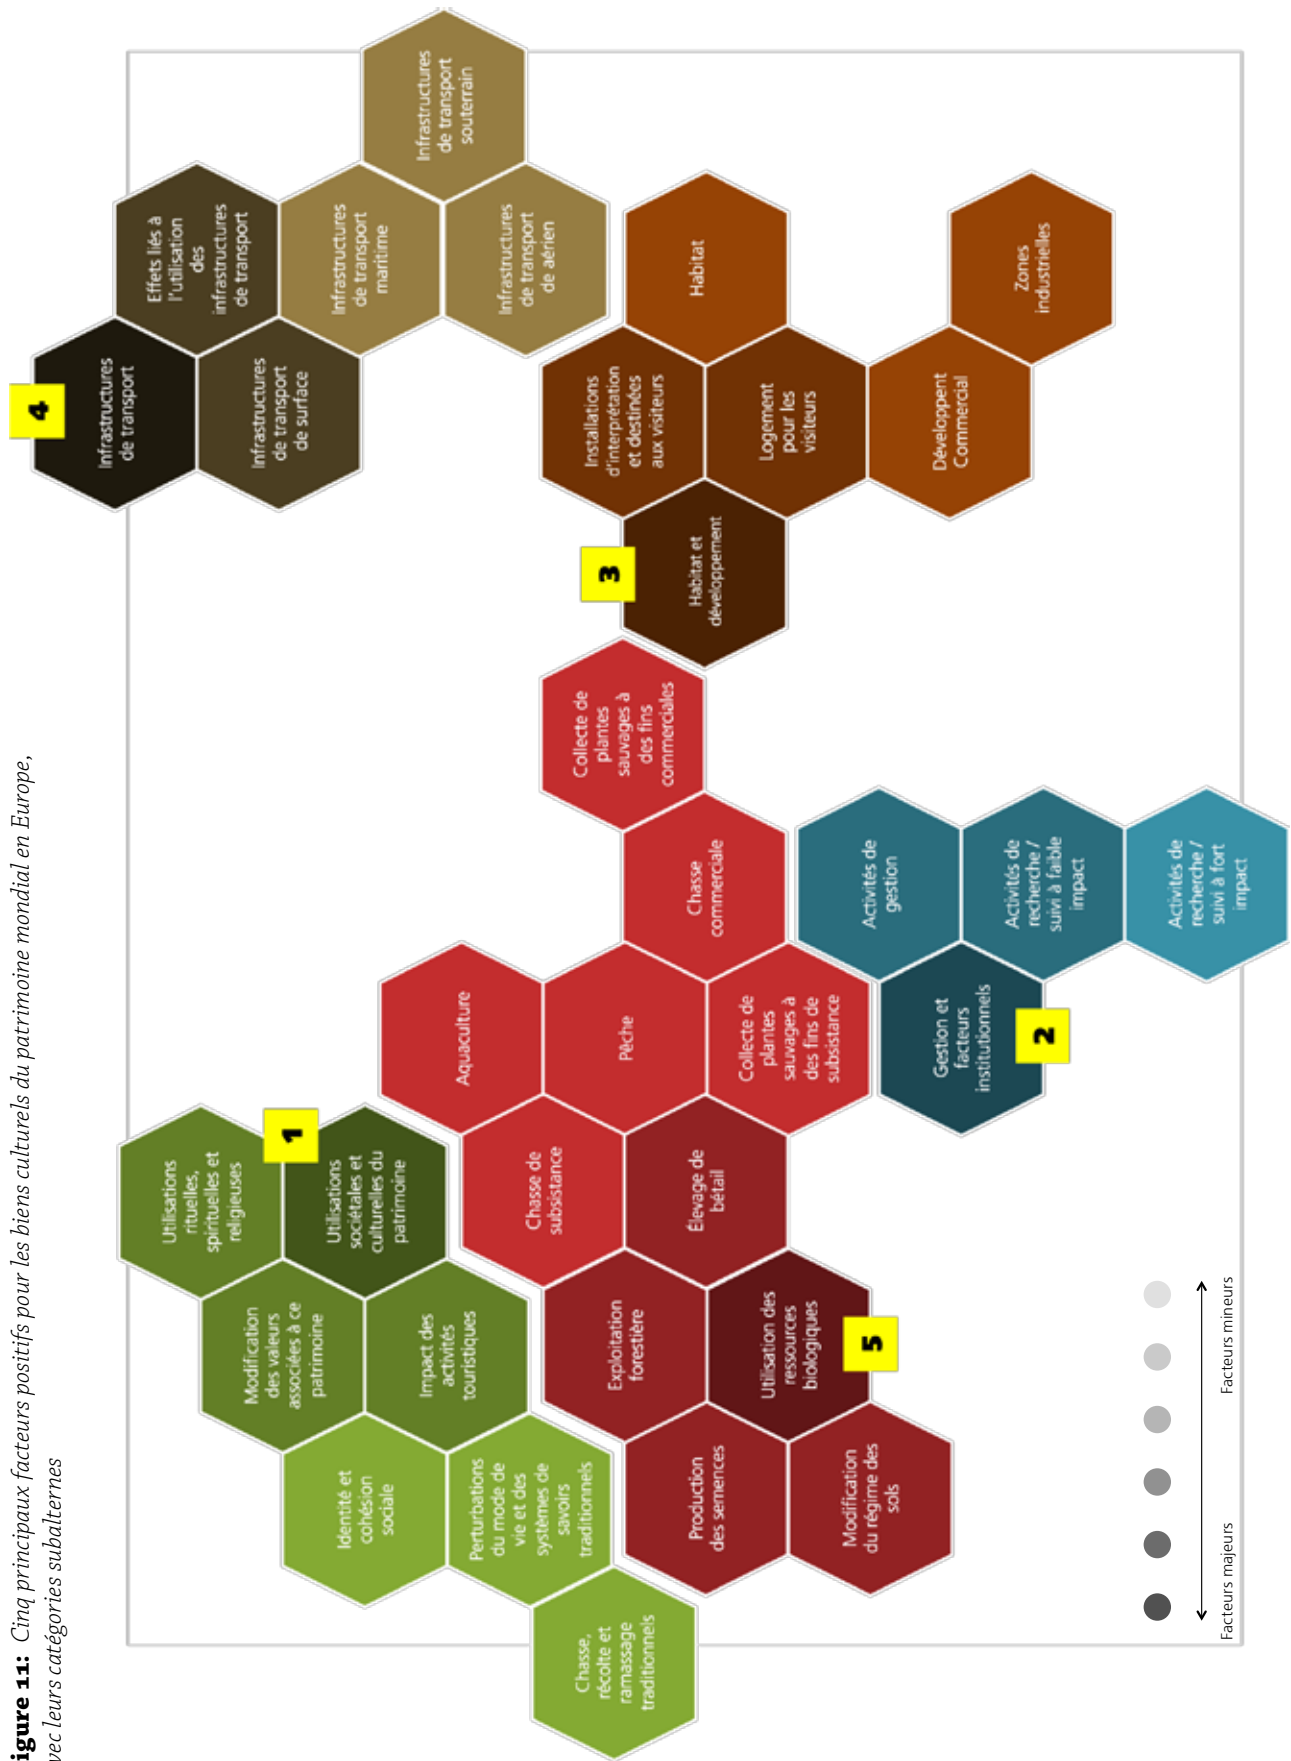 igure 11: Cinq principaux facteurs positifs pour les biens culturels du patrimoine mondial en Europe,
vec leurs catégories subalternes
4
Infrastructures
de transport
Effets liés à
l'utilisation
des
infrastructures
de transport
Infrastructures
de transport
de surface
Infrastructures
de transport
maritime
Infrastructures
de transport
souterrain
Infrastructures
de transport
de aérien
1
Utilisations
rituelles,
spirituelles et
religieuses
Utilisations
sociétales et
culturelles du
patrimoine
Modification
des valeurs
associées à ce
patrimoine
Impact des
activités
touristiques
Identité et
cohésion
sociale
Perturbations
du mode de
vie et des
systèmes de
savoirs
traditionnels
Chasse,
récolte et
ramassage
traditionnels
Aquaculture
Chasse de
subsistance
Pêche
Collecte de
plantes
sauvages à
des fins
commerciales
Chasse
commerciale
Collecte de
plantes
sauvages à
des fins de
subsistance
Élevage de
bétail
Exploitation
forestière
Utilisation des
ressources
biologiques
5
Production
des semences
Modification
du régime des
sols
3
Habitat et
développement
Installations
d'interprétation
et destinées
aux visiteurs
Habitat
Logement
pour les
visiteurs
Développent
Commercial
Zones
industrielles
Activités de
gestion
Gestion et
facteurs
institutionnels
2
Activités de
recherche /
suivi à faible
impact
Activités de
recherche /
suivi à fort
impact
Facteurs majeurs
Facteurs mineurs